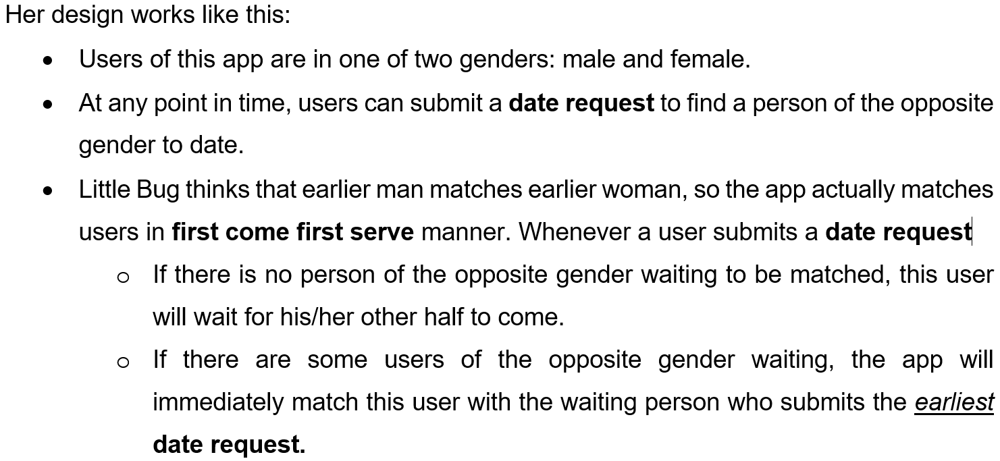 Her design works like this:
• Users of this app are in one of two genders: male and female.
• At any point in time, users can submit a date request to find a person of the opposite
gender to date.
• Little Bug thinks that earlier man matches earlier woman, so the app actually matches
users in first come first serve manner. Whenever a user submits a date request
o If there is no person of the opposite gender waiting to be matched, this user
will wait for his/her other half to come.
o If there are some users of the opposite gender waiting, the app will
immediately match this user with the waiting person who submits the earliest
date request.